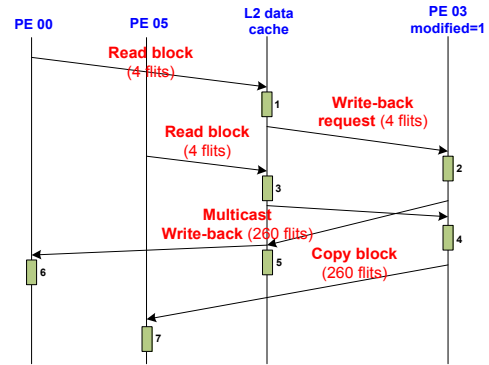 PE 00
PE 05
L2 data
cache
PE 03
modified=1
Read block
(4 flits)
1
Write-back
request (4 flits)
Read block
(4 flits)
2
3
Multicast
Write-back (260 flits)
4
5
Copy block
(260 flits)
6
7